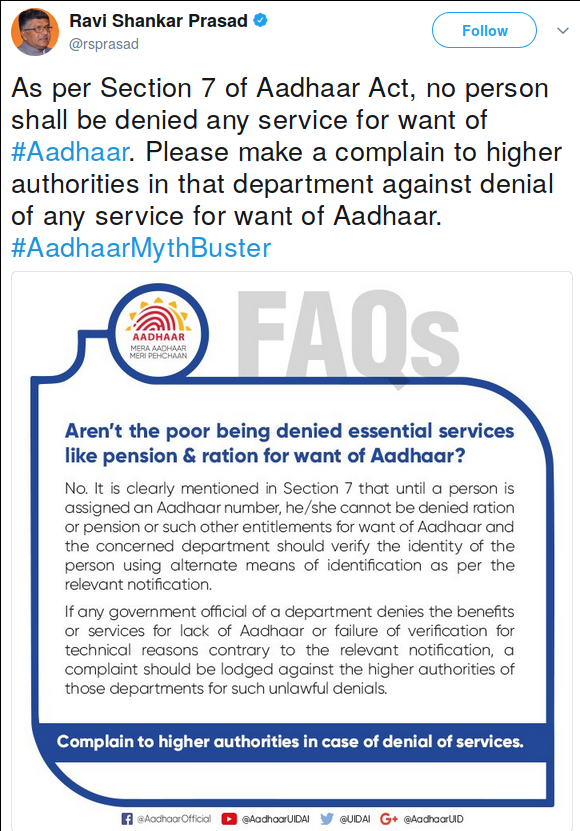 Ravi Shankar Prasad
@rsprasad
Follow
As per Section 7 of Aadhaar Act, no person
shall be denied any service for want of
#Aadhaar. Please make a complain to higher
authorities in that department against denial
of any service for want of Aadhaar.
#AadhaarMythBuster
AADHAAR
MERA AADHAAR
MERI PEHCHAAN
FAQs
Aren't the poor being denied essential services
like pension & ration for want of Aadhaar?
No. It is clearly mentioned in Section 7 that until a person is
assigned an Aadhaar number, he/she cannot be denied ration
or pension or such other entitlements for want of Aadhaar and
the concerned department should verify the identity of the
person using alternate means of identification as per the
relevant notification.
If any government official of a department denies the benefits
or services for lack of Aadhaar or failure of verification for
technical reasons contrary to the relevant notification, a
complaint should be lodged against the higher authorities of
those departments for such unlawful denials.
Complain to higher authorities in case of denial of services.
@AadhaarOfficial @AadhaarUIDAI @UIDAI G+ @AadhaarUID